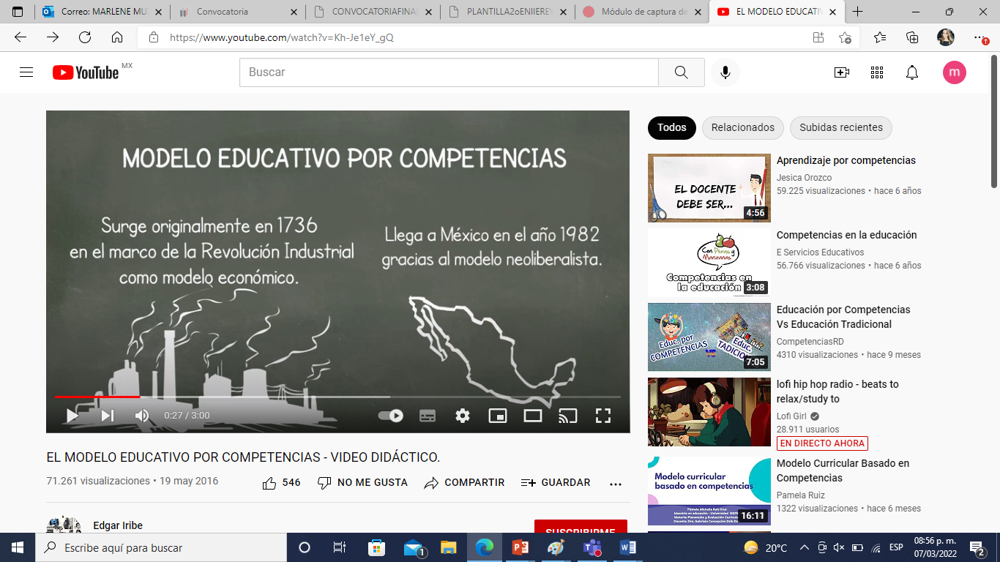 Correo: MARLENE MU
Convocatoria
CONVOCATORIAFINA
PLANTILLA2oENIIERE
Módulo de captura de
EL MODELO EDUCATIV
https://www.youtube.com/watch?v=Kh-Je1eY_gQ
YouTube MX
Buscar
m
MODELO EDUCATIVO POR COMPETENCIAS
Surge originalmente en 1736
en el marco de la Revolución Industrial
como modelo económico.
Llega a México en el año 1982
gracias al modelo neoliberalista.
0:27 / 3:00
EL MODELO EDUCATIVO POR COMPETENCIAS - VIDEO DIDÁCTICO.
71.261 visualizaciones • 19 may 2016
546
NO ME GUSTA
COMPARTIR
GUARDAR
Edgar Iribe
SUSCRIBIRME
Todos
Relacionados
Subidas recientes
EL DOCENTE
DEBE SER...
4:56
Aprendizaje por competencias
Jesica Orozco
59.225 visualizaciones • hace 6 años
Con Peras y
Manzanas
Competencias en
la educación
3:08
Competencias en la educación
E Servicios Educativos
56.766 visualizaciones • hace 6 años
Educ. por
COMPETENCIAS
VS
Educ.
TADICIO
7:05
Educación por Competencias
Vs Educación Tradicional
CompetenciasRD
4310 visualizaciones • hace 9 meses
lofi hip hop radio - beats to
relax/study to
Lofi Girl
28.911 usuarios
EN DIRECTO AHORA
Modelo curricular
basado en competencias
Pamela Michelle Ruiz Cruz
16:11
Modelo Curricular Basado en
Competencias
Pamela Ruiz
1322 visualizaciones • hace 6 meses
Escribe aquí para buscar
1
20°C
ESP
08:56 p. m.
07/03/2022
2